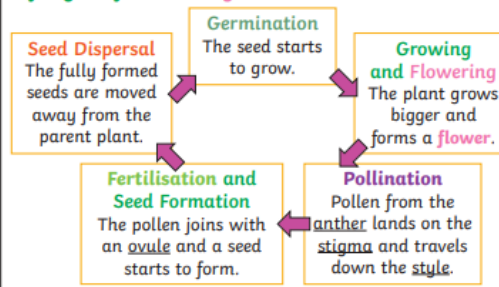 Germination
The seed starts
to grow.
Growing
and Flowering
The plant grows
bigger and
forms a flower.
Pollination
Pollen from the
anther lands on the
stigma and travels
down the style.
Fertilisation and
Seed Formation
The pollen joins with
an ovule and a seed
starts to form.
Seed Dispersal
The fully formed
seeds are moved
away from the
parent plant.